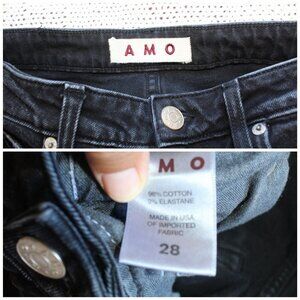 AMO
MO
98% COTTON
2% ELASTANE
MADE IN USA
OF IMPORTED
FABRIC
28